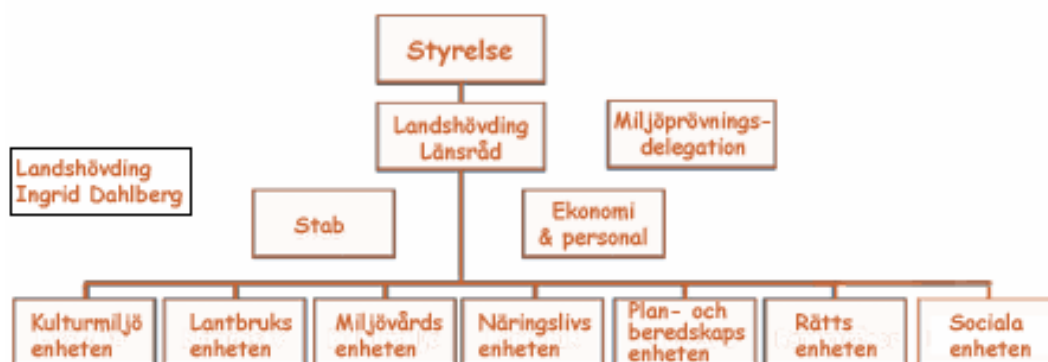 Styrelse
Landshövding
Länsråd
Miljöprövnings-
delegation
Landshövding
Ingrid Dahlberg
Stab
Ekonomi
& personal
Kulturmiljö
enheten
Lantbruks
enheten
Miljövårds
enheten
Näringslivs
enheten
Plan- och
beredskaps
enheten
Rätts
enheten
Sociala
enheten